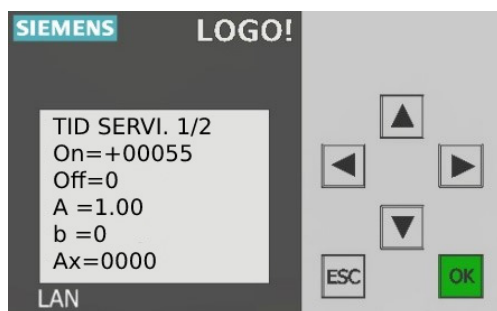 SIEMENS
LOGO!
TID SERVI. 1/2
On=+00055
Off=0
A =1.00
b =0
Ax=0000
LAN
ESC
OK